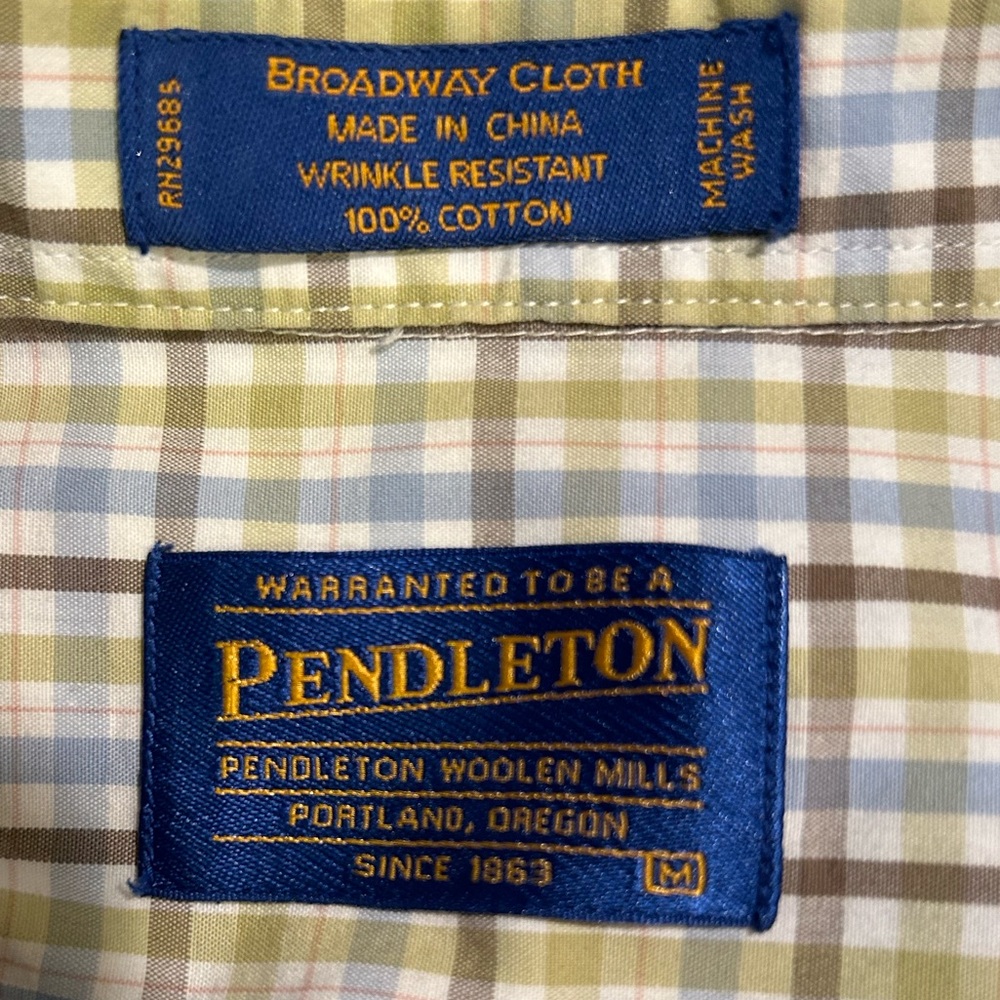 BROADWAY CLOTH
MADE IN CHINA
WRINKLE RESISTANT
100% COTTON
RN29685
MACHINE
WASH
WARRANTED TO BE A
PENDLETON
PENDLETON WOOLEN MILLS
PORTLAND, OREGON
SINCE 1863
M